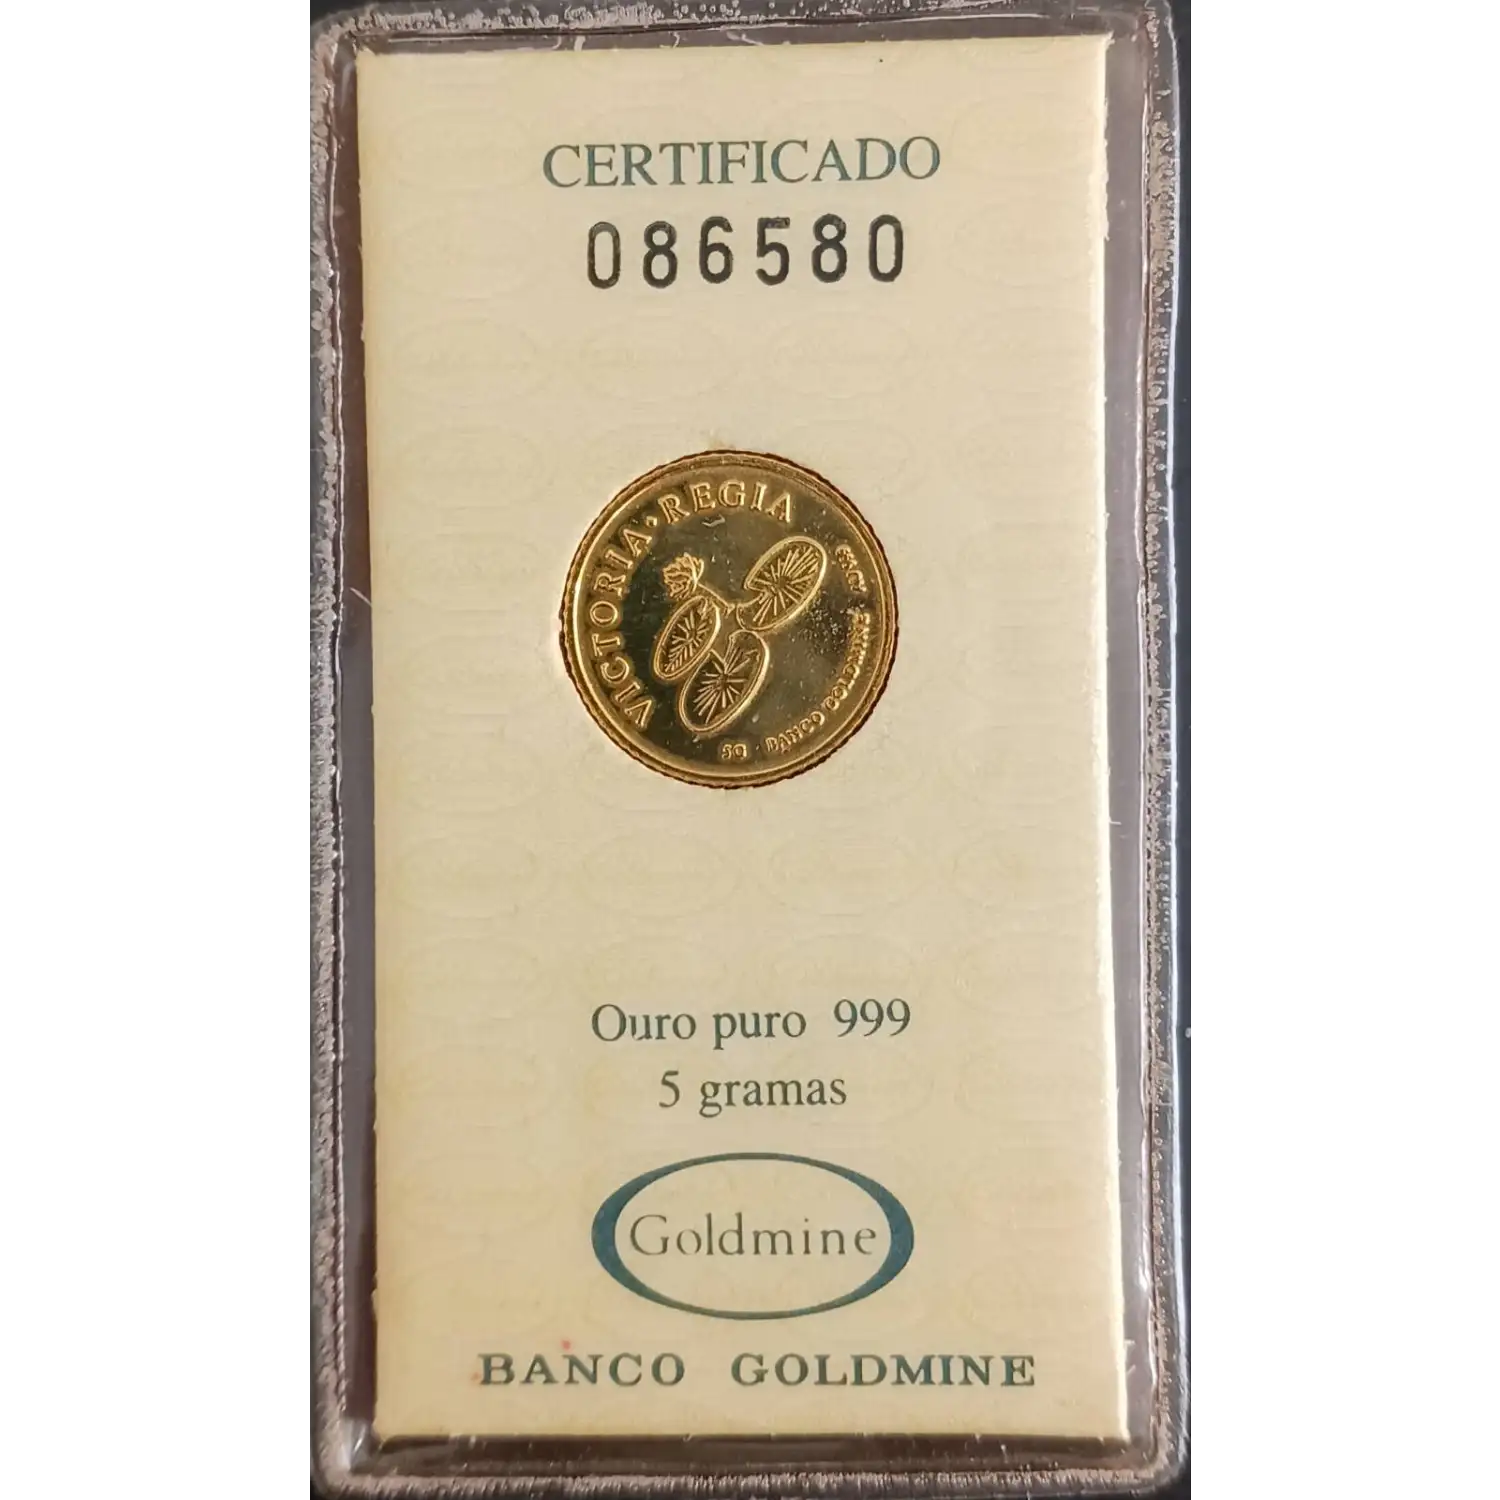 CERTIFICADO
086580
VICTORIA·REGIA
5G · BANCO GOLDMINE
Ouro puro 999
5 gramas
Goldmine
BANCO GOLDMINE